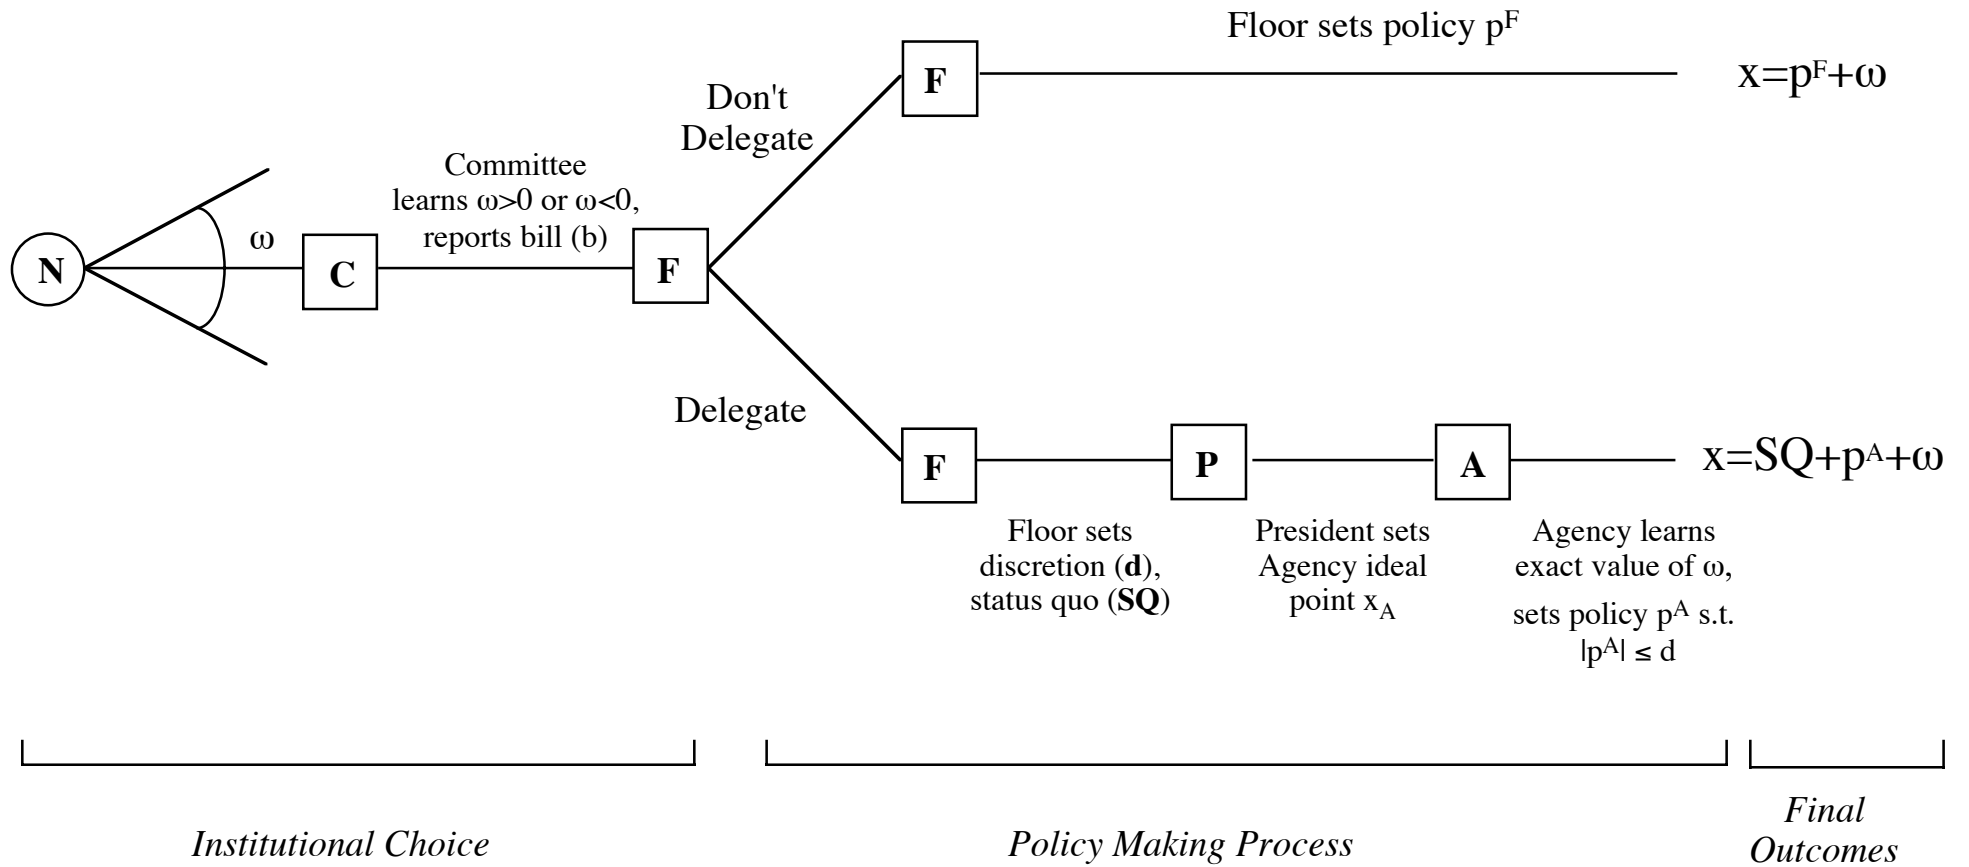 Floor sets policy pF
F
x=pF+ω
Don't
Delegate
Committee
learns ω>0 or ω<0,
reports bill (b)
ω
N
C
F
Delegate
F
P
A
x=SQ+pA+ω
Floor sets
discretion (d),
status quo (SQ)
President sets
Agency ideal
point xA
Agency learns
exact value of ω,
sets policy pA s.t.
|pA| ≤ d
Institutional Choice
Policy Making Process
Final
Outcomes